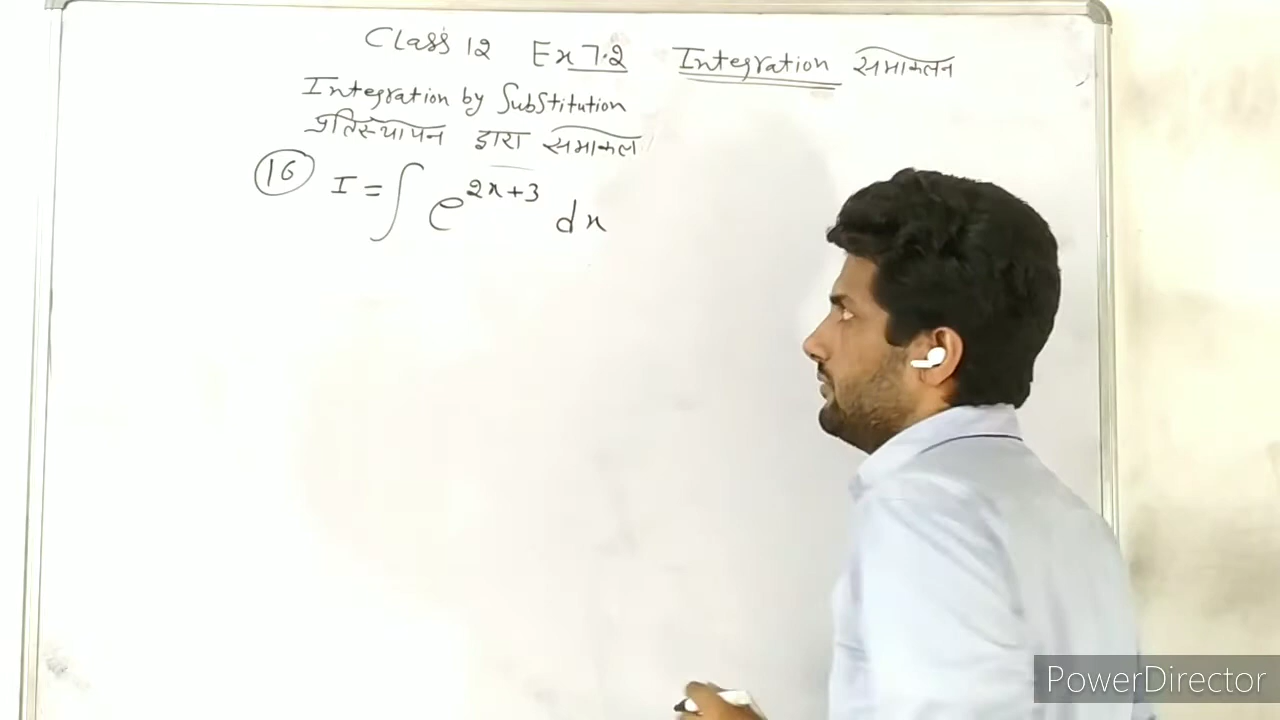 Class 12 Ex 7.2 Integration समाकलन
Integration by Substitution
प्रतिस्थापन द्वारा समाकल
16 I = ∫ e^{2x+3} dx
PowerDirector